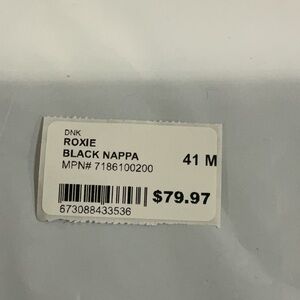 DNK
ROXIE
BLACK NAPPA
41 M
MPN# 7186100200
$79.97
673088433536